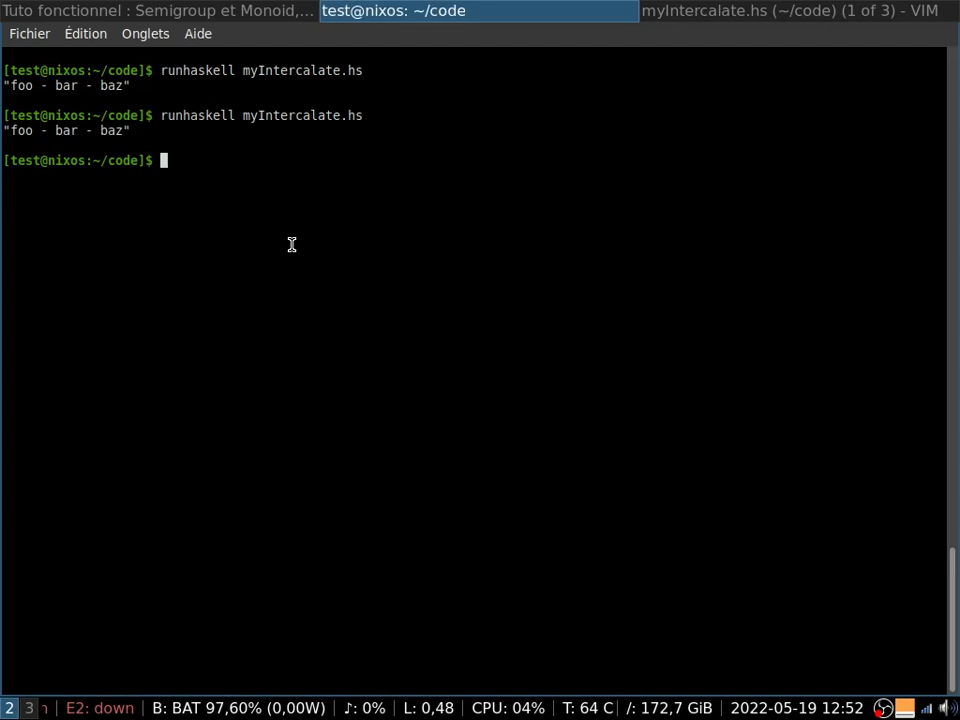 Tuto fonctionnel : Semigroup et Monoid,... test@nixos: ~/code myIntercalate.hs (~/code) (1 of 3) - VIM
Fichier Édition Onglets Aide
[test@nixos:~/code]$ runhaskell myIntercalate.hs
"foo - bar - baz"
[test@nixos:~/code]$ runhaskell myIntercalate.hs
"foo - bar - baz"
[test@nixos:~/code]$
2 3 | E2: down | B: BAT 97,60% (0,00W) | ♪: 0% | L: 0,48 | CPU: 04% | T: 64 C | /: 172,7 GiB | 2022-05-19 12:52